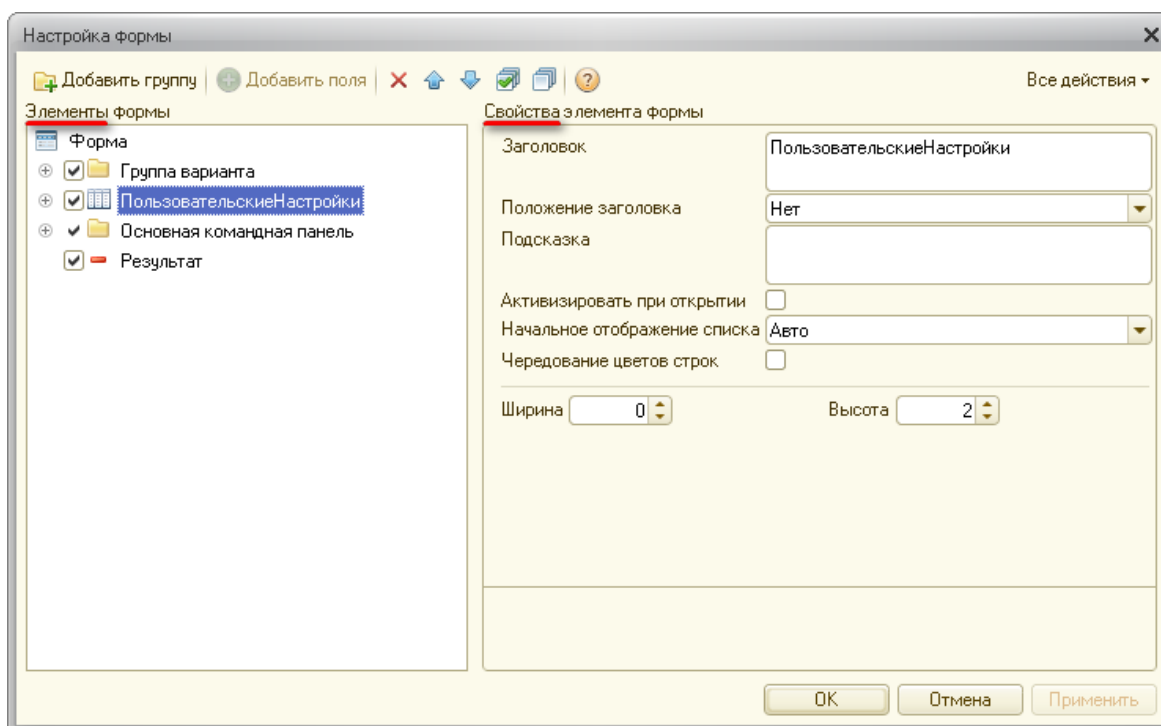 Настройка формы
Добавить группу Добавить поля Все действия
Элементы формы
Свойства элемента формы
Форма
Группа варианта
ПользовательскиеНастройки
Основная командная панель
Результат
Заголовок ПользовательскиеНастройки
Положение заголовка Нет
Подсказка
Активизировать при открытии
Начальное отображение списка Авто
Чередование цветов строк
Ширина 0 Высота 2
OK Отмена Применить